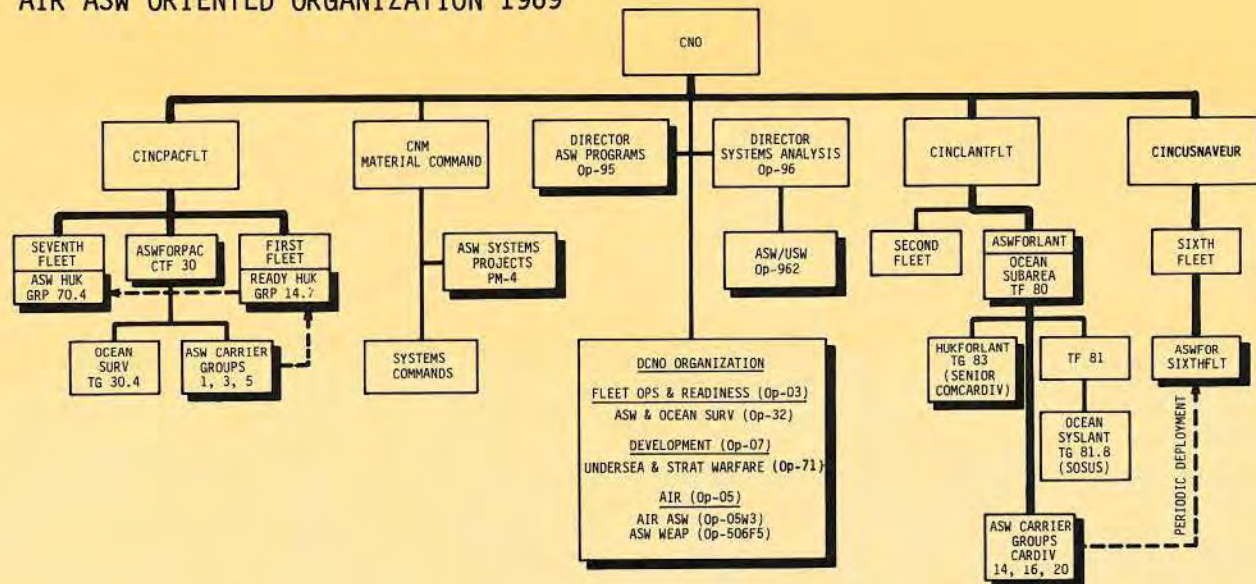 AIR ASW ORIENTED ORGANIZATION 1969
CNO
CINCPACFLT
CNM
MATERIAL COMMAND
DIRECTOR
ASW PROGRAMS
Op-95
DIRECTOR
SYSTEMS ANALYSIS
Op-96
CINCLANTFLT
CINCUSNAVEUR
SEVENTH
FLEET
ASW HUK
GRP 70.4
ASWFORPAC
CTF 30
FIRST
FLEET
READY HUK
GRP 14.7
ASW SYSTEMS
PROJECTS
PM-4
ASW/USW
Op-962
SECOND
FLEET
ASWFORLANT
OCEAN
SUBAREA
TF 80
SIXTH
FLEET
OCEAN
SURV
TG 30.4
ASW CARRIER
GROUPS
1, 3, 5
SYSTEMS
COMMANDS
DCNO ORGANIZATION
FLEET OPS & READINESS (Op-03)
ASW & OCEAN SURV (Op-32)
DEVELOPMENT (Op-07)
UNDERSEA & STRAT WARFARE (Op-71)
AIR (Op-05)
AIR ASW (Op-05W3)
ASW WEAP (Op-506F5)
HUKFORLANT
TG 83
(SENIOR
COMCARDIV)
TF 81
OCEAN
SYSLANT
TG 81.8
(SOSUS)
ASWFOR
SIXTHFLT
ASW CARRIER
GROUPS
CARDIV
14, 16, 20
PERIODIC DEPLOYMENT